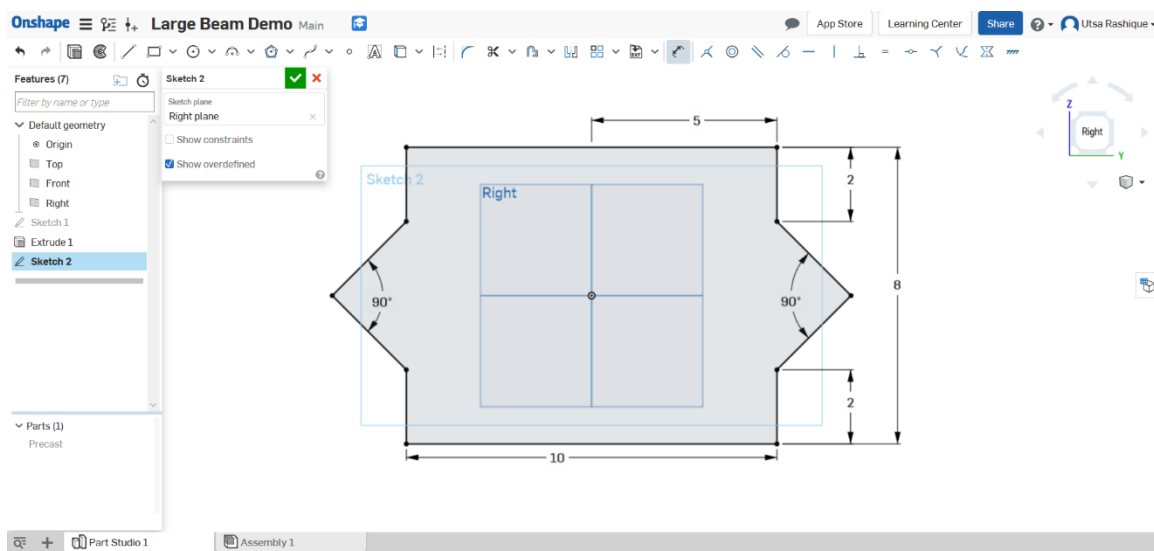 Onshape Large Beam Demo Main App Store Learning Center Share Utsa Rashique
Features (7)
Filter by name or type
Default geometry
Origin
Top
Front
Right
Sketch 1
Extrude 1
Sketch 2
Parts (1)
Precast
Sketch 2
Sketch plane
Right plane
Show constraints
Show overdefined
Sketch 2
Right
5
2
90°
90°
8
2
10
Z
Right
Y
Part Studio 1
Assembly 1